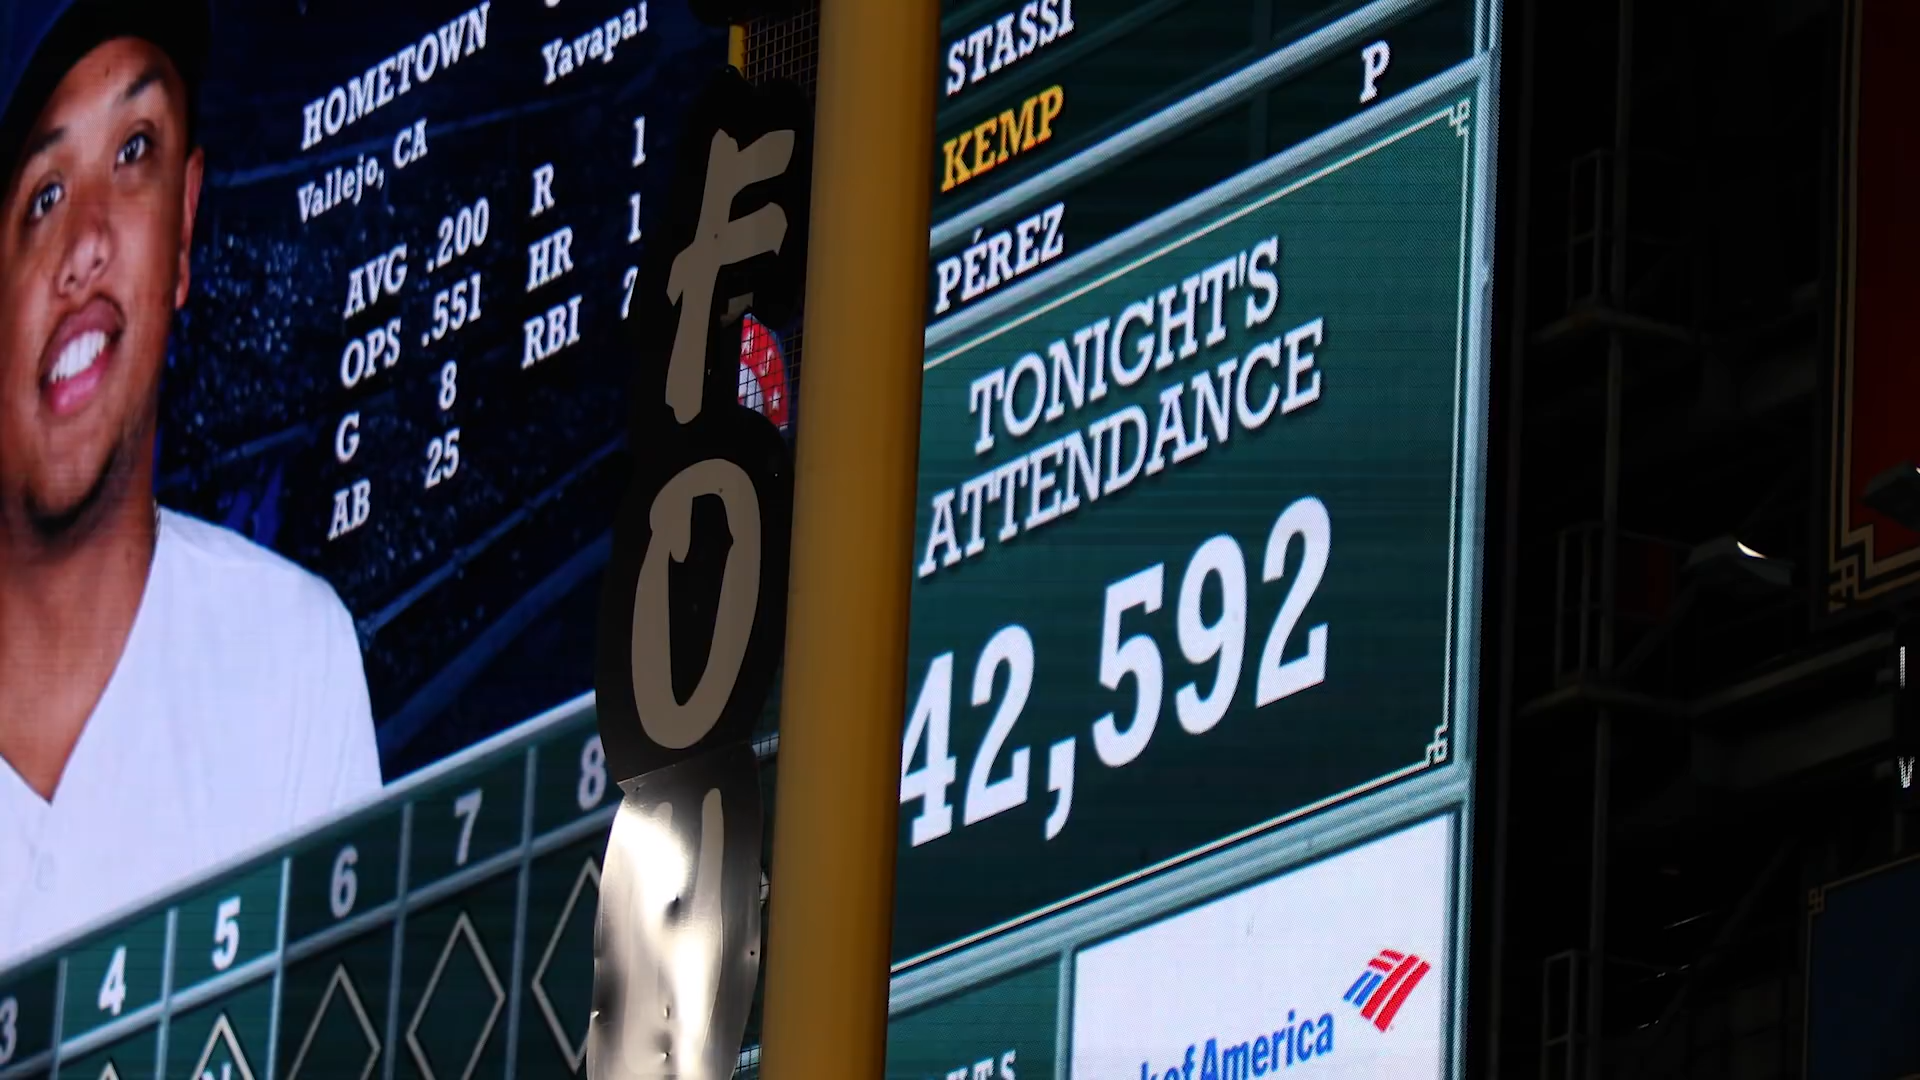 HOMETOWN
Vallejo, CA
Yavapai
AVG .200
OPS .551
G 8
AB 25
R 1
HR 1
RBI
3
4
5
6
7
8
FOUL
STASSI
KEMP
P
PÉREZ
TONIGHT'S
ATTENDANCE
42,592
of America